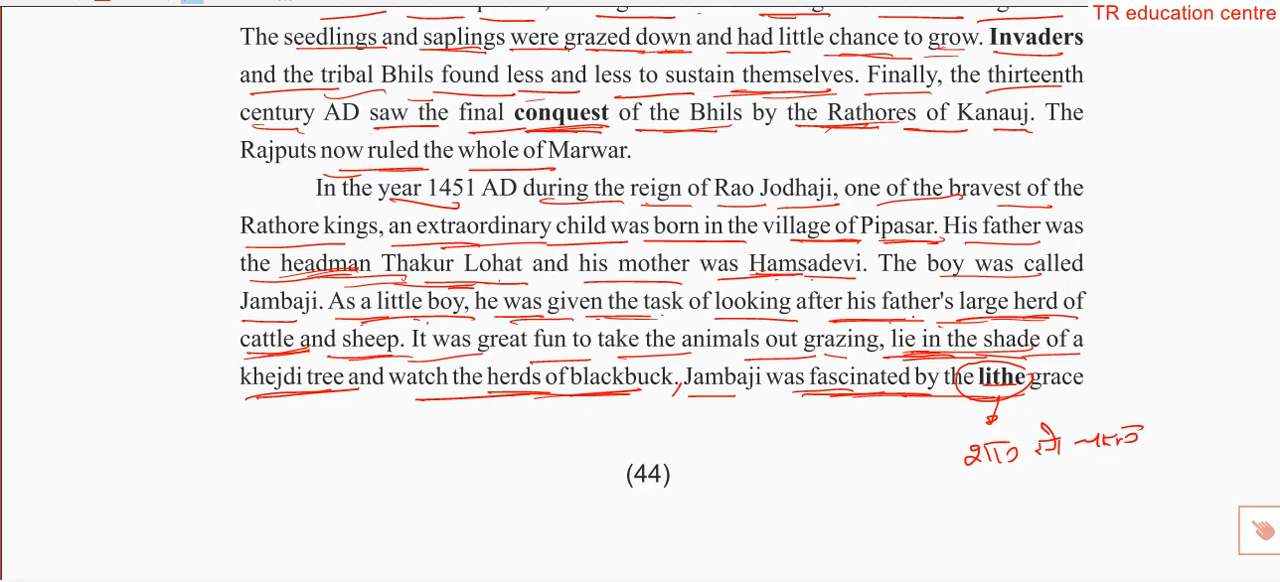 TR education centre
The seedlings and saplings were grazed down and had little chance to grow. Invaders
and the tribal Bhils found less and less to sustain themselves. Finally, the thirteenth
century AD saw the final conquest of the Bhils by the Rathores of Kanauj. The
Rajputs now ruled the whole of Marwar.
In the year 1451 AD during the reign of Rao Jodhaji, one of the bravest of the
Rathore kings, an extraordinary child was born in the village of Pipasar. His father was
the headman Thakur Lohat and his mother was Hamsadevi. The boy was called
Jambaji. As a little boy, he was given the task of looking after his father's large herd of
cattle and sheep. It was great fun to take the animals out grazing, lie in the shade of a
khejdi tree and watch the herds of blackbuck. Jambaji was fascinated by the lithe grace
(44)